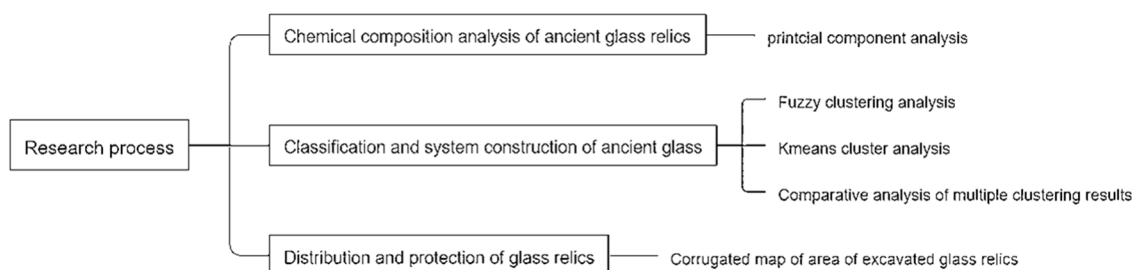 Research process
Chemical composition analysis of ancient glass relics
printcial component analysis
Classification and system construction of ancient glass
Fuzzy clustering analysis
Kmeans cluster analysis
Comparative analysis of multiple clustering results
Distribution and protection of glass relics
Corrugated map of area of excavated glass relics